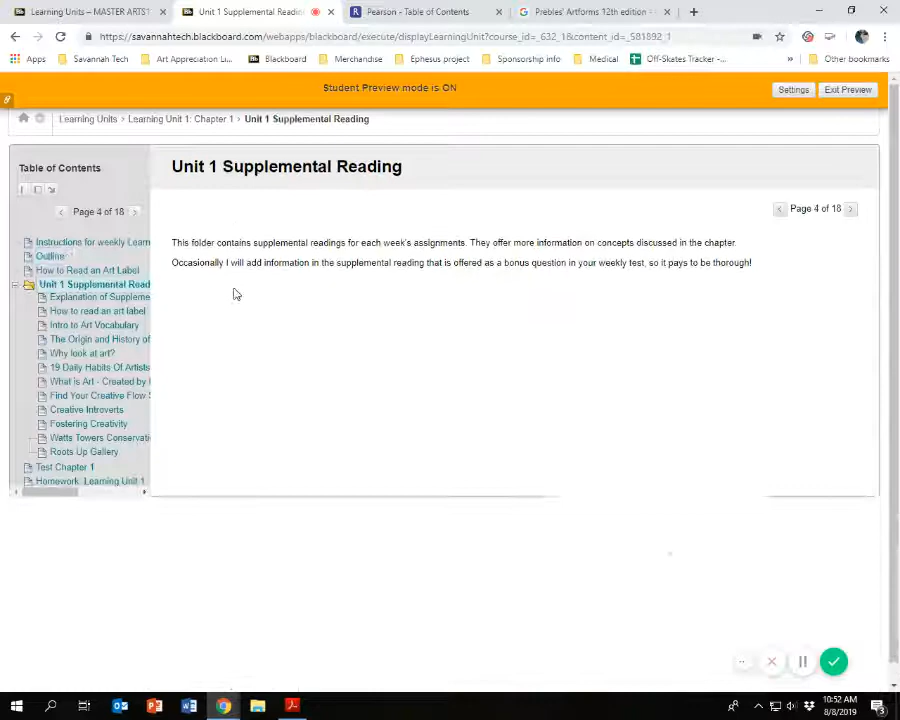 Learning Units – MASTER ARTS1
Unit 1 Supplemental Readin
Pearson - Table of Contents
Prebles' Artforms 12th edition -
https://savannahtech.blackboard.com/webapps/blackboard/execute/displayLearningUnit?course_id=_632_1&content_id=_581892_1
Apps
Savannah Tech
Art Appreciation Li...
Blackboard
Merchandise
Ephesus project
Sponsorship info
Medical
Off-Skates Tracker -...
Other bookmarks
Student Preview mode is ON
Settings
Exit Preview
Learning Units > Learning Unit 1: Chapter 1 > Unit 1 Supplemental Reading
Table of Contents
Page 4 of 18
Instructions for weekly Learn
Outline
How to Read an Art Label
Unit 1 Supplemental Read
Explanation of Suppleme
How to read an art label
Intro to Art Vocabulary
The Origin and History of
Why look at art?
19 Daily Habits Of Artists
What is Art - Created by
Find Your Creative Flow
Creative Introverts
Fostering Creativity
Watts Towers Conservati
Roots Up Gallery
Test Chapter 1
Homework: Learning Unit 1
Unit 1 Supplemental Reading
Page 4 of 18
This folder contains supplemental readings for each week's assignments. They offer more information on concepts discussed in the chapter.
Occasionally I will add information in the supplemental reading that is offered as a bonus question in your weekly test, so it pays to be thorough!
10:52 AM
8/8/2019
3